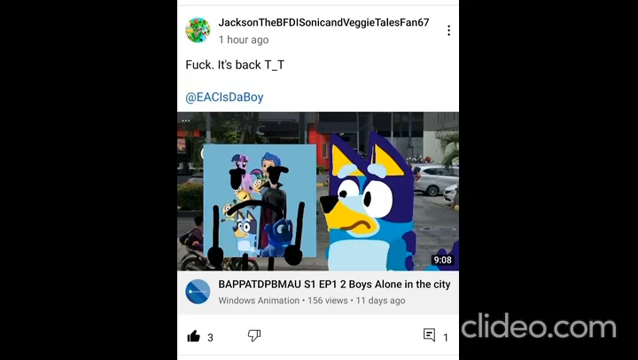 JacksonTheBFDISonicandVeggieTalesFan67
1 hour ago
Fuck. It's back T_T
@EACIsDaBoy
9:08
BAPPATDPBMAU S1 EP1 2 Boys Alone in the city
Windows Animation • 156 views • 11 days ago
3
1
clideo.com